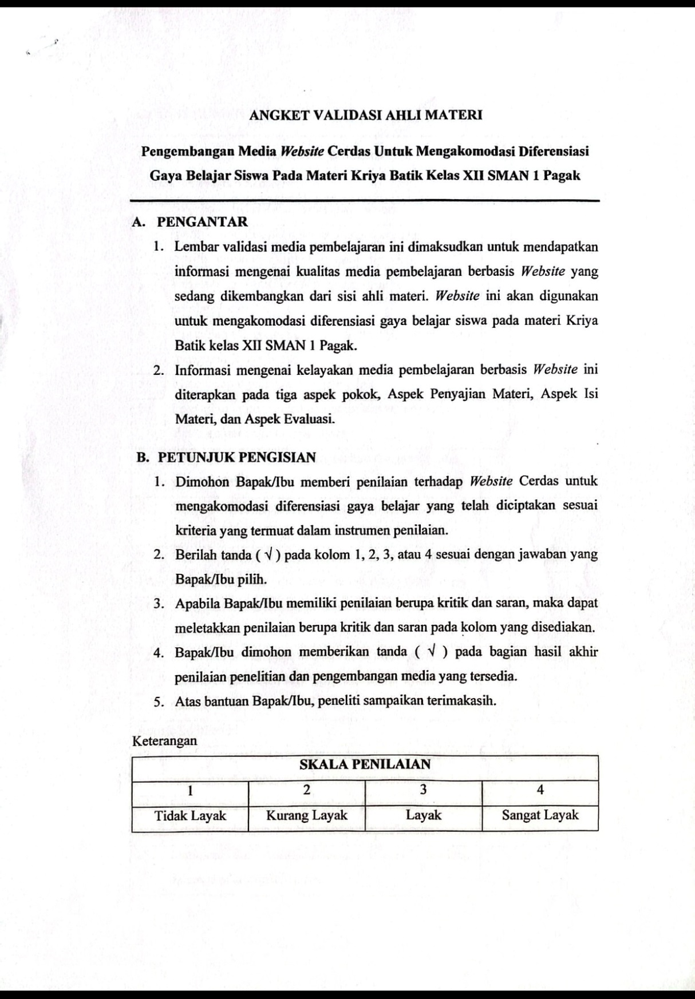 ANGKET VALIDASI AHLI MATERI
Pengembangan Media Website Cerdas Untuk Mengakomodasi Diferensiasi
Gaya Belajar Siswa Pada Materi Kriya Batik Kelas XII SMAN 1 Pagak
A. PENGANTAR
1. Lembar validasi media pembelajaran ini dimaksudkan untuk mendapatkan
informasi mengenai kualitas media pembelajaran berbasis Website yang
sedang dikembangkan dari sisi ahli materi. Website ini akan digunakan
untuk mengakomodasi diferensiasi gaya belajar siswa pada materi Kriya
Batik kelas XII SMAN 1 Pagak.
2. Informasi mengenai kelayakan media pembelajaran berbasis Website ini
diterapkan pada tiga aspek pokok, Aspek Penyajian Materi, Aspek Isi
Materi, dan Aspek Evaluasi.
B. PETUNJUK PENGISIAN
1. Dimohon Bapak/Ibu memberi penilaian terhadap Website Cerdas untuk
mengakomodasi diferensiasi gaya belajar yang telah diciptakan sesuai
kriteria yang termuat dalam instrumen penilaian.
2. Berilah tanda ( √ ) pada kolom 1, 2, 3, atau 4 sesuai dengan jawaban yang
Bapak/Ibu pilih.
3. Apabila Bapak/Ibu memiliki penilaian berupa kritik dan saran, maka dapat
meletakkan penilaian berupa kritik dan saran pada kolom yang disediakan.
4. Bapak/Ibu dimohon memberikan tanda ( √ ) pada bagian hasil akhir
penilaian penelitian dan pengembangan media yang tersedia.
5. Atas bantuan Bapak/Ibu, peneliti sampaikan terimakasih.
Keterangan
SKALA PENILAIAN
1 2 3 4
Tidak Layak Kurang Layak Layak Sangat Layak